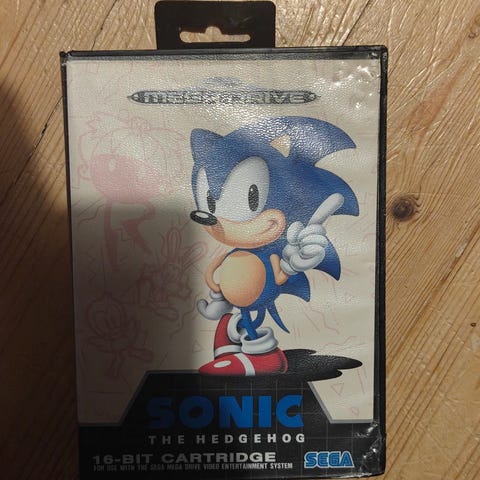 MEGA DRIVE
SONIC
THE HEDGEHOG
16-BIT CARTRIDGE
FOR USE WITH THE SEGA MEGA DRIVE VIDEO ENTERTAINMENT SYSTEM
SEGA